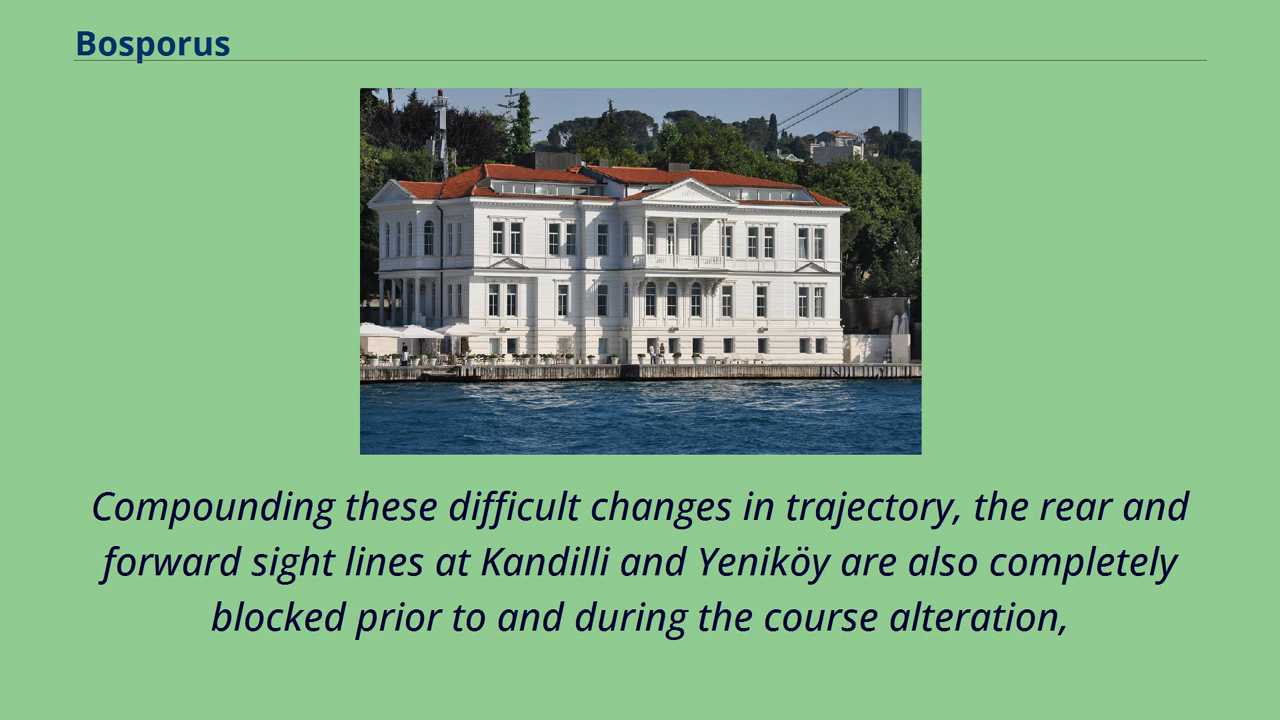 Bosporus
Compounding these difficult changes in trajectory, the rear and
forward sight lines at Kandilli and Yeniköy are also completely
blocked prior to and during the course alteration,